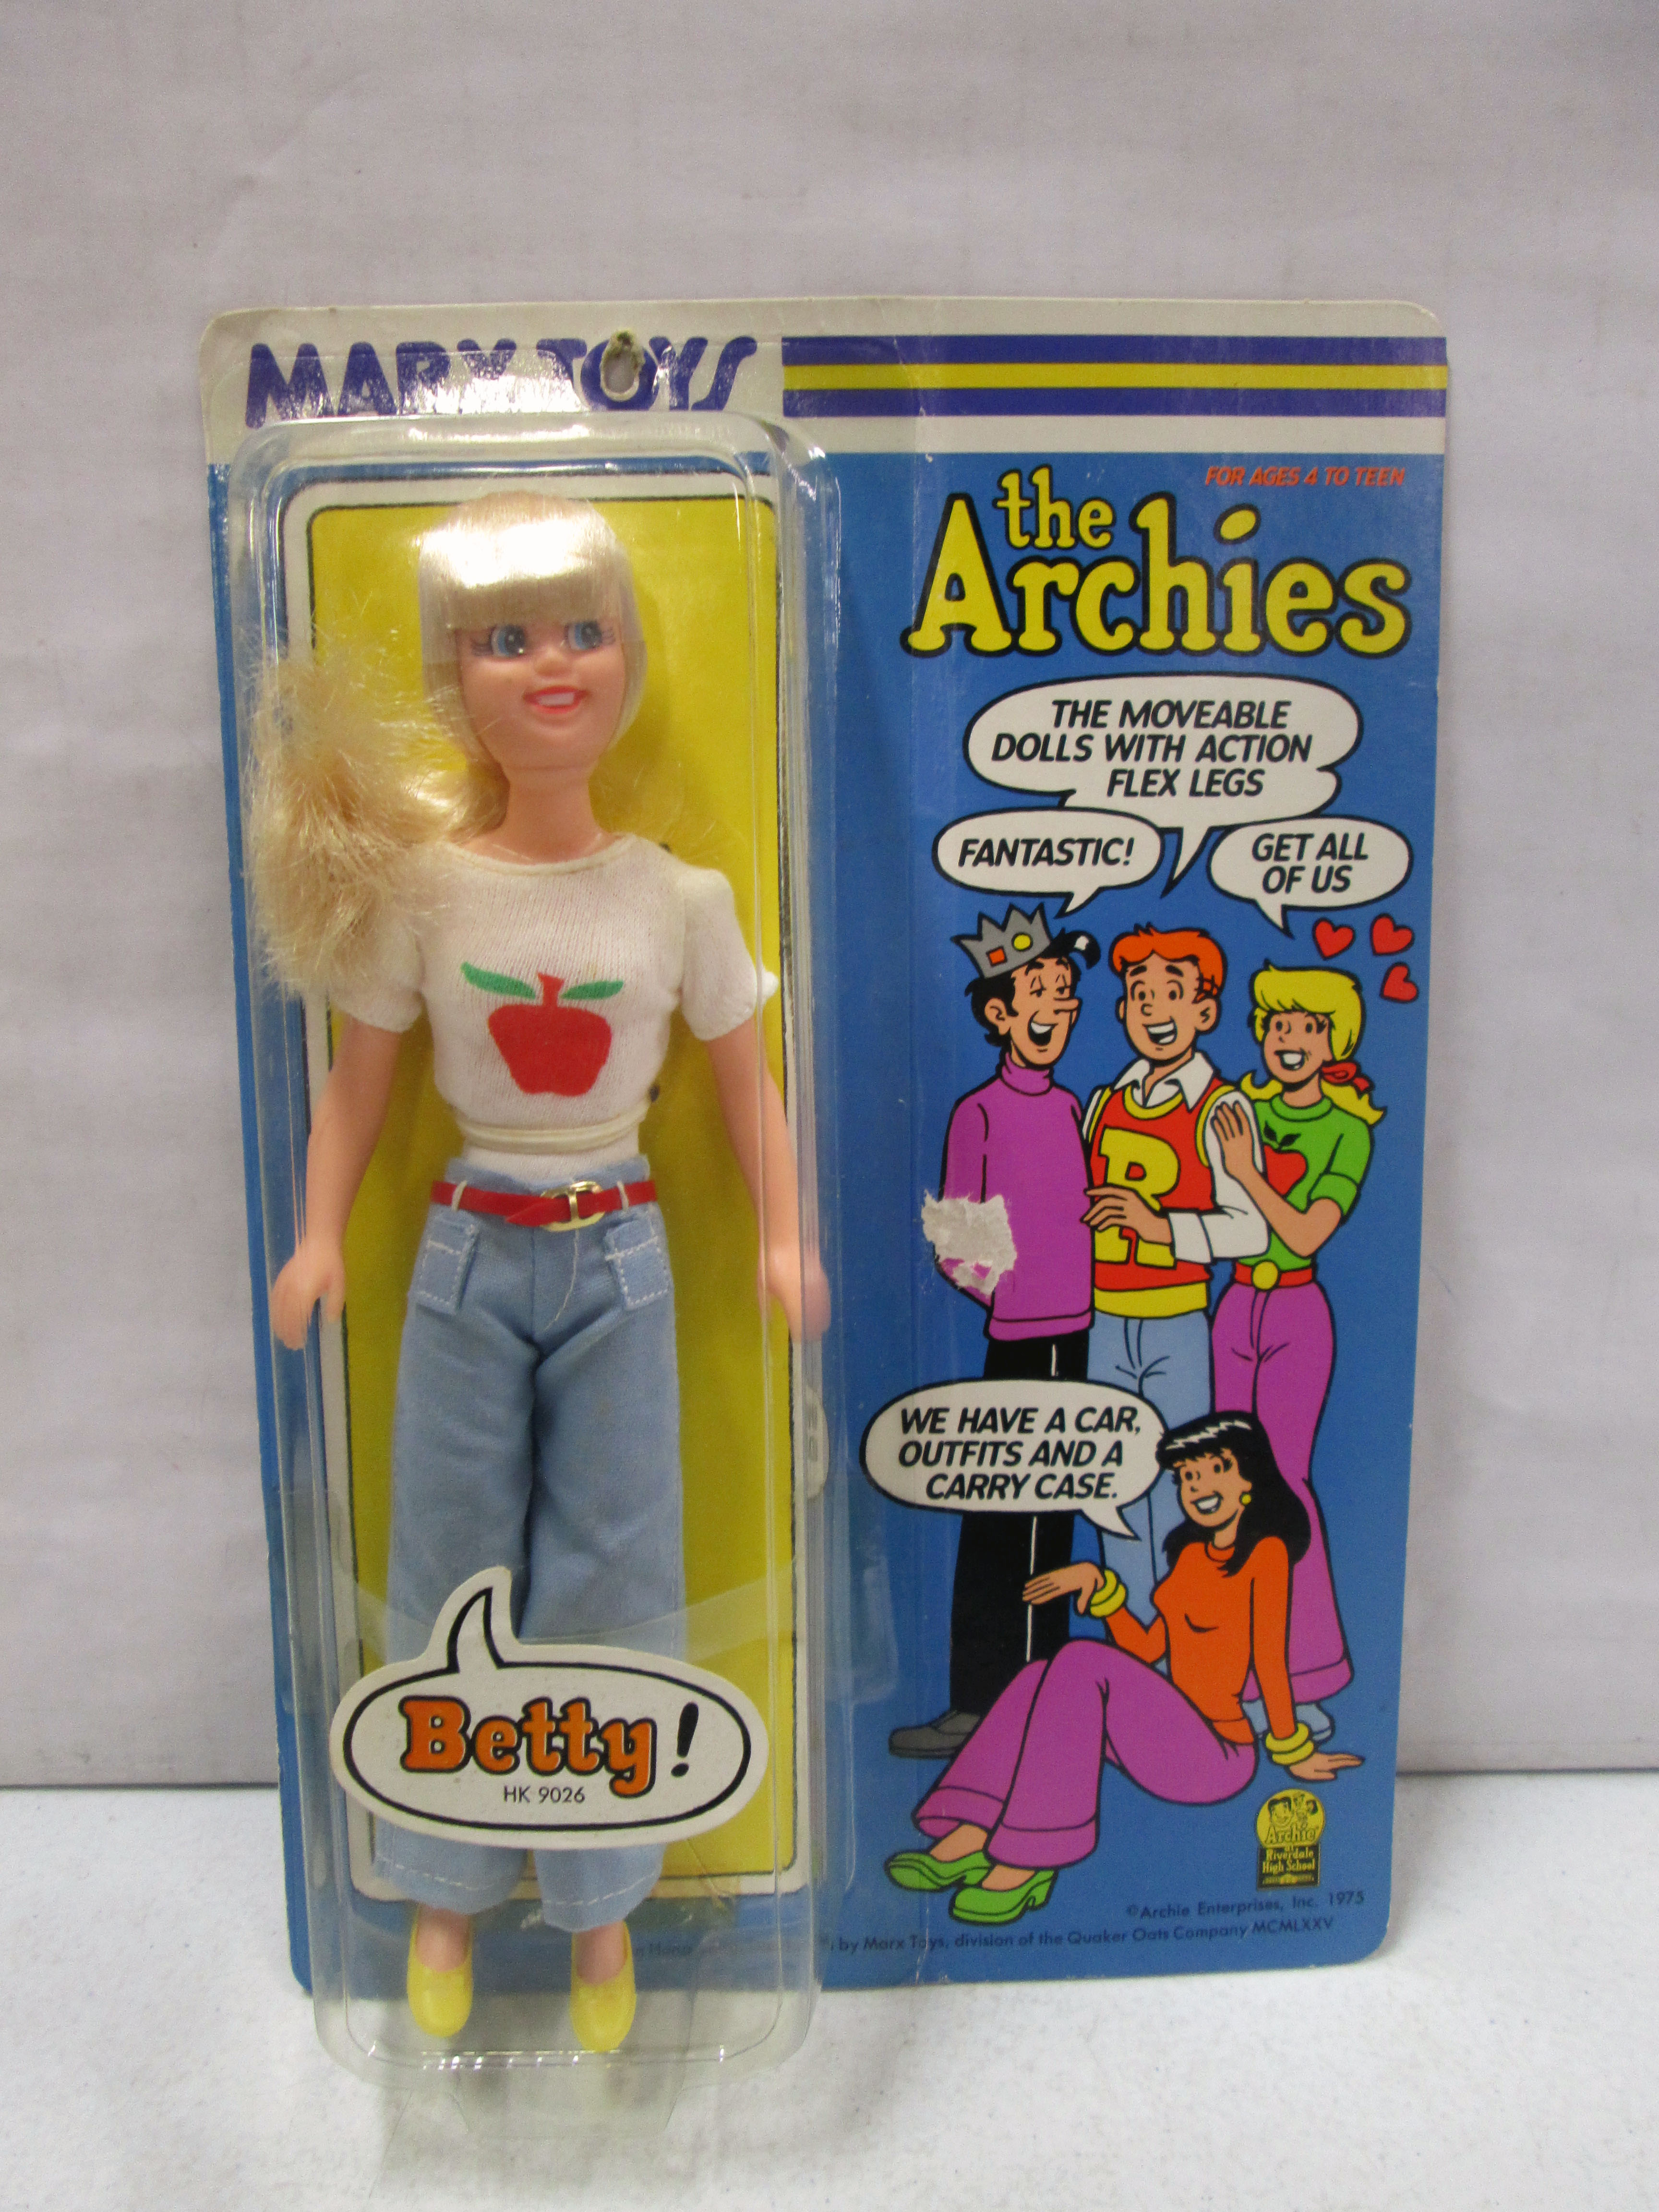 MARX TOYS
FOR AGES 4 TO TEEN
the
Archies
THE MOVEABLE
DOLLS WITH ACTION
FLEX LEGS
FANTASTIC!
GET ALL
OF US
R
WE HAVE A CAR,
OUTFITS AND A
CARRY CASE.
Betty!
HK 9026
Archie
Riverdale
High School
©Archie Enterprises, Inc. 1975
by Marx Toys, division of the Quaker Oats Company MCMLXXV